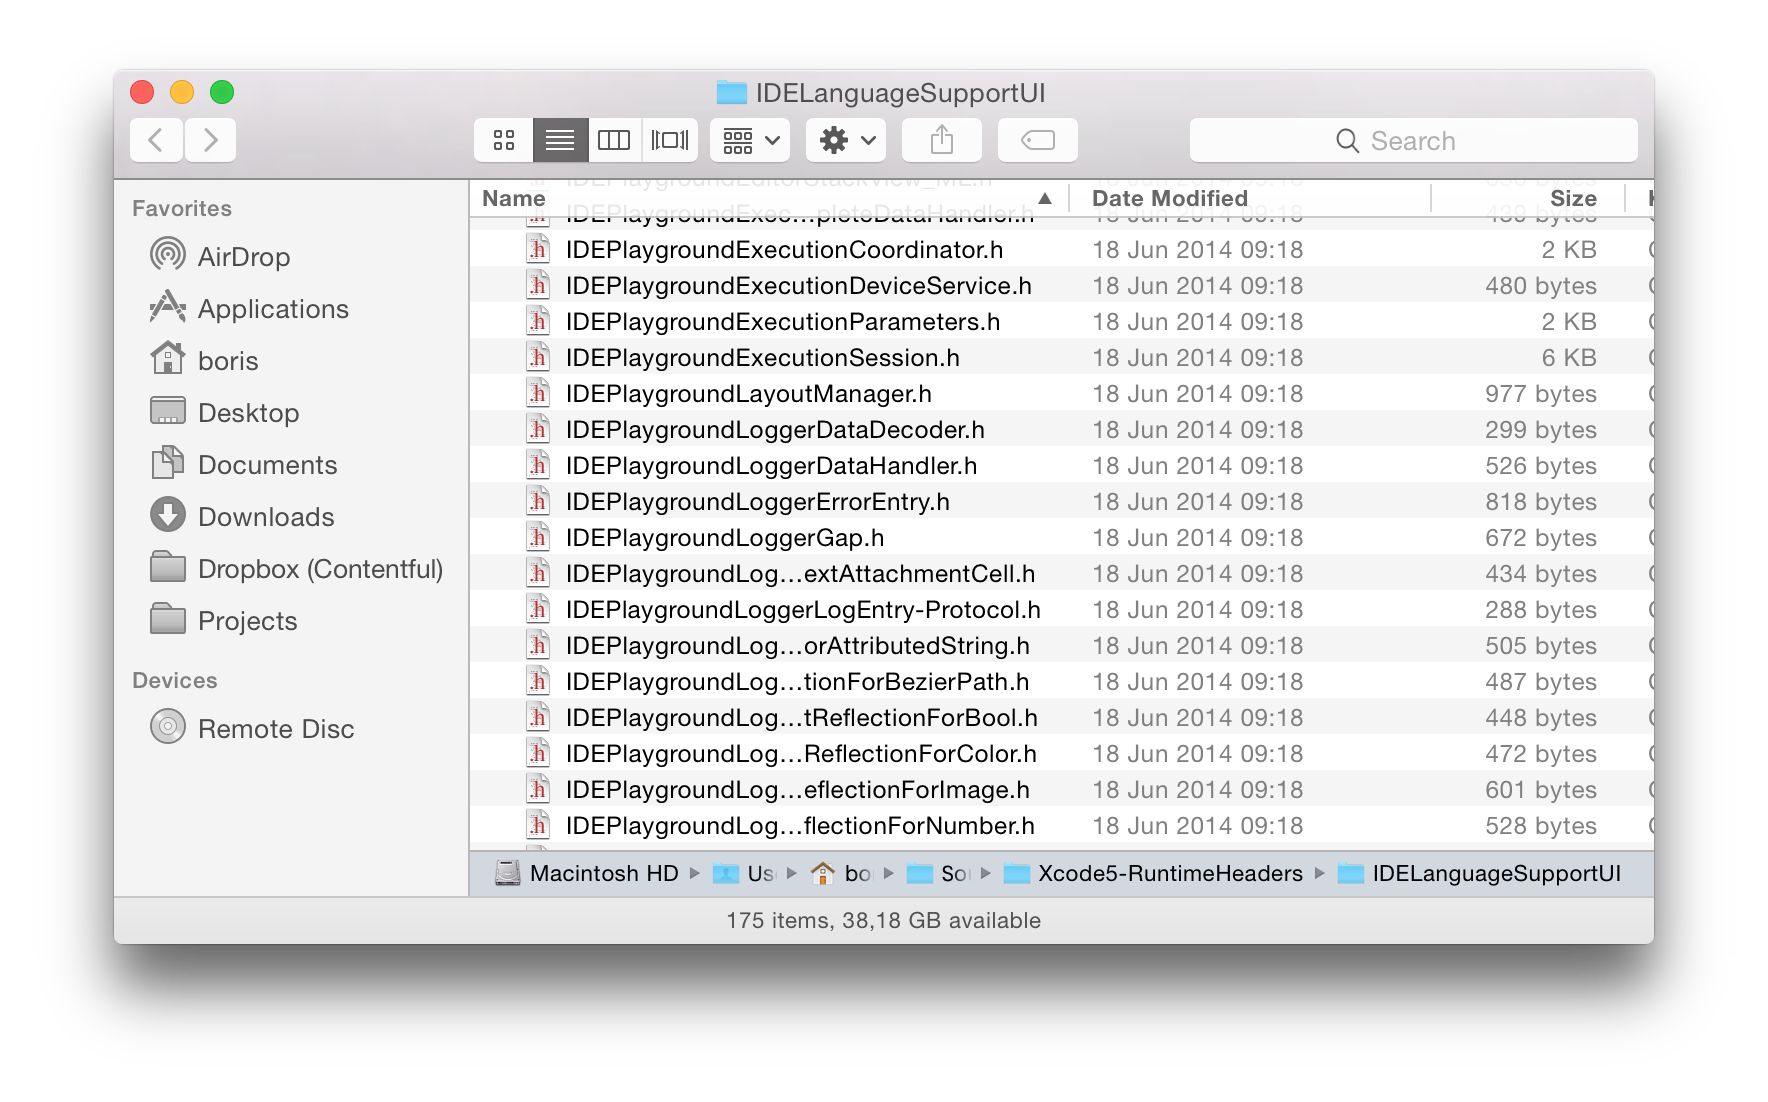 IDELanguageSupportUI
Search
Name Date Modified Size
Favorites
AirDrop
Applications
boris
Desktop
Documents
Downloads
Dropbox (Contentful)
Projects
Devices
Remote Disc
IDEPlaygroundEditorStackView_ML.h
IDEPlaygroundExec…pleteDataHandler.h 18 Jun 2014 09:18 439 bytes
IDEPlaygroundExecutionCoordinator.h 18 Jun 2014 09:18 2 KB
IDEPlaygroundExecutionDeviceService.h 18 Jun 2014 09:18 480 bytes
IDEPlaygroundExecutionParameters.h 18 Jun 2014 09:18 2 KB
IDEPlaygroundExecutionSession.h 18 Jun 2014 09:18 6 KB
IDEPlaygroundLayoutManager.h 18 Jun 2014 09:18 977 bytes
IDEPlaygroundLoggerDataDecoder.h 18 Jun 2014 09:18 299 bytes
IDEPlaygroundLoggerDataHandler.h 18 Jun 2014 09:18 526 bytes
IDEPlaygroundLoggerErrorEntry.h 18 Jun 2014 09:18 818 bytes
IDEPlaygroundLoggerGap.h 18 Jun 2014 09:18 672 bytes
IDEPlaygroundLog…extAttachmentCell.h 18 Jun 2014 09:18 434 bytes
IDEPlaygroundLoggerLogEntry-Protocol.h 18 Jun 2014 09:18 288 bytes
IDEPlaygroundLog…orAttributedString.h 18 Jun 2014 09:18 505 bytes
IDEPlaygroundLog…tionForBezierPath.h 18 Jun 2014 09:18 487 bytes
IDEPlaygroundLog…tReflectionForBool.h 18 Jun 2014 09:18 448 bytes
IDEPlaygroundLog…ReflectionForColor.h 18 Jun 2014 09:18 472 bytes
IDEPlaygroundLog…eflectionForImage.h 18 Jun 2014 09:18 601 bytes
IDEPlaygroundLog…flectionForNumber.h 18 Jun 2014 09:18 528 bytes
Macintosh HD Us bo So Xcode5-RuntimeHeaders IDELanguageSupportUI
175 items, 38,18 GB available